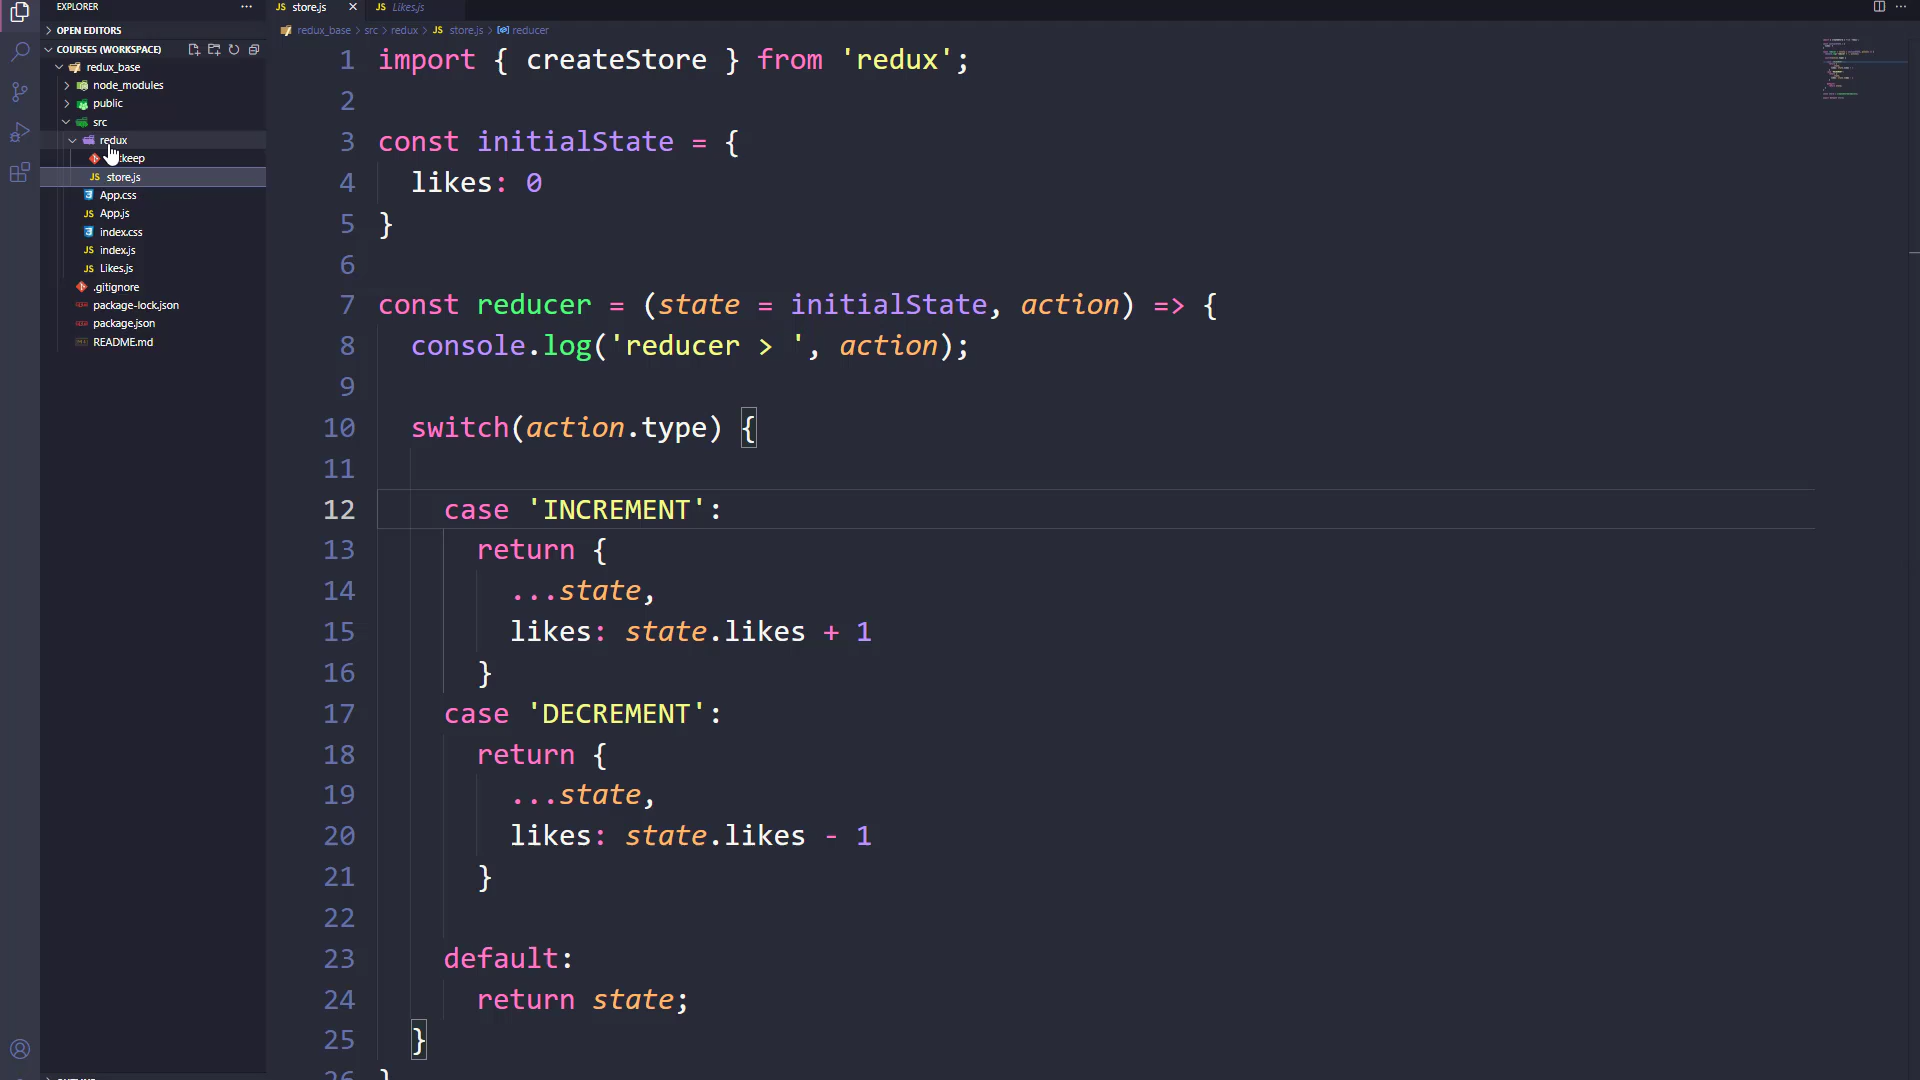 EXPLORER
OPEN EDITORS
COURSES (WORKSPACE)
redux_base
node_modules
public
src
redux
keep
store.js
App.css
App.js
index.css
index.js
Likes.js
.gitignore
package-lock.json
package.json
README.md
JS store.js
JS Likes.js
redux_base > src > redux > JS store.js > reducer
1 import { createStore } from 'redux';
2
3 const initialState = {
4 likes: 0
5 }
6
7 const reducer = (state = initialState, action) => {
8 console.log('reducer > ', action);
9
10 switch(action.type) {
11
12 case 'INCREMENT':
13 return {
14 ...state,
15 likes: state.likes + 1
16 }
17 case 'DECREMENT':
18 return {
19 ...state,
20 likes: state.likes - 1
21 }
22
23 default:
24 return state;
25 }
26 }